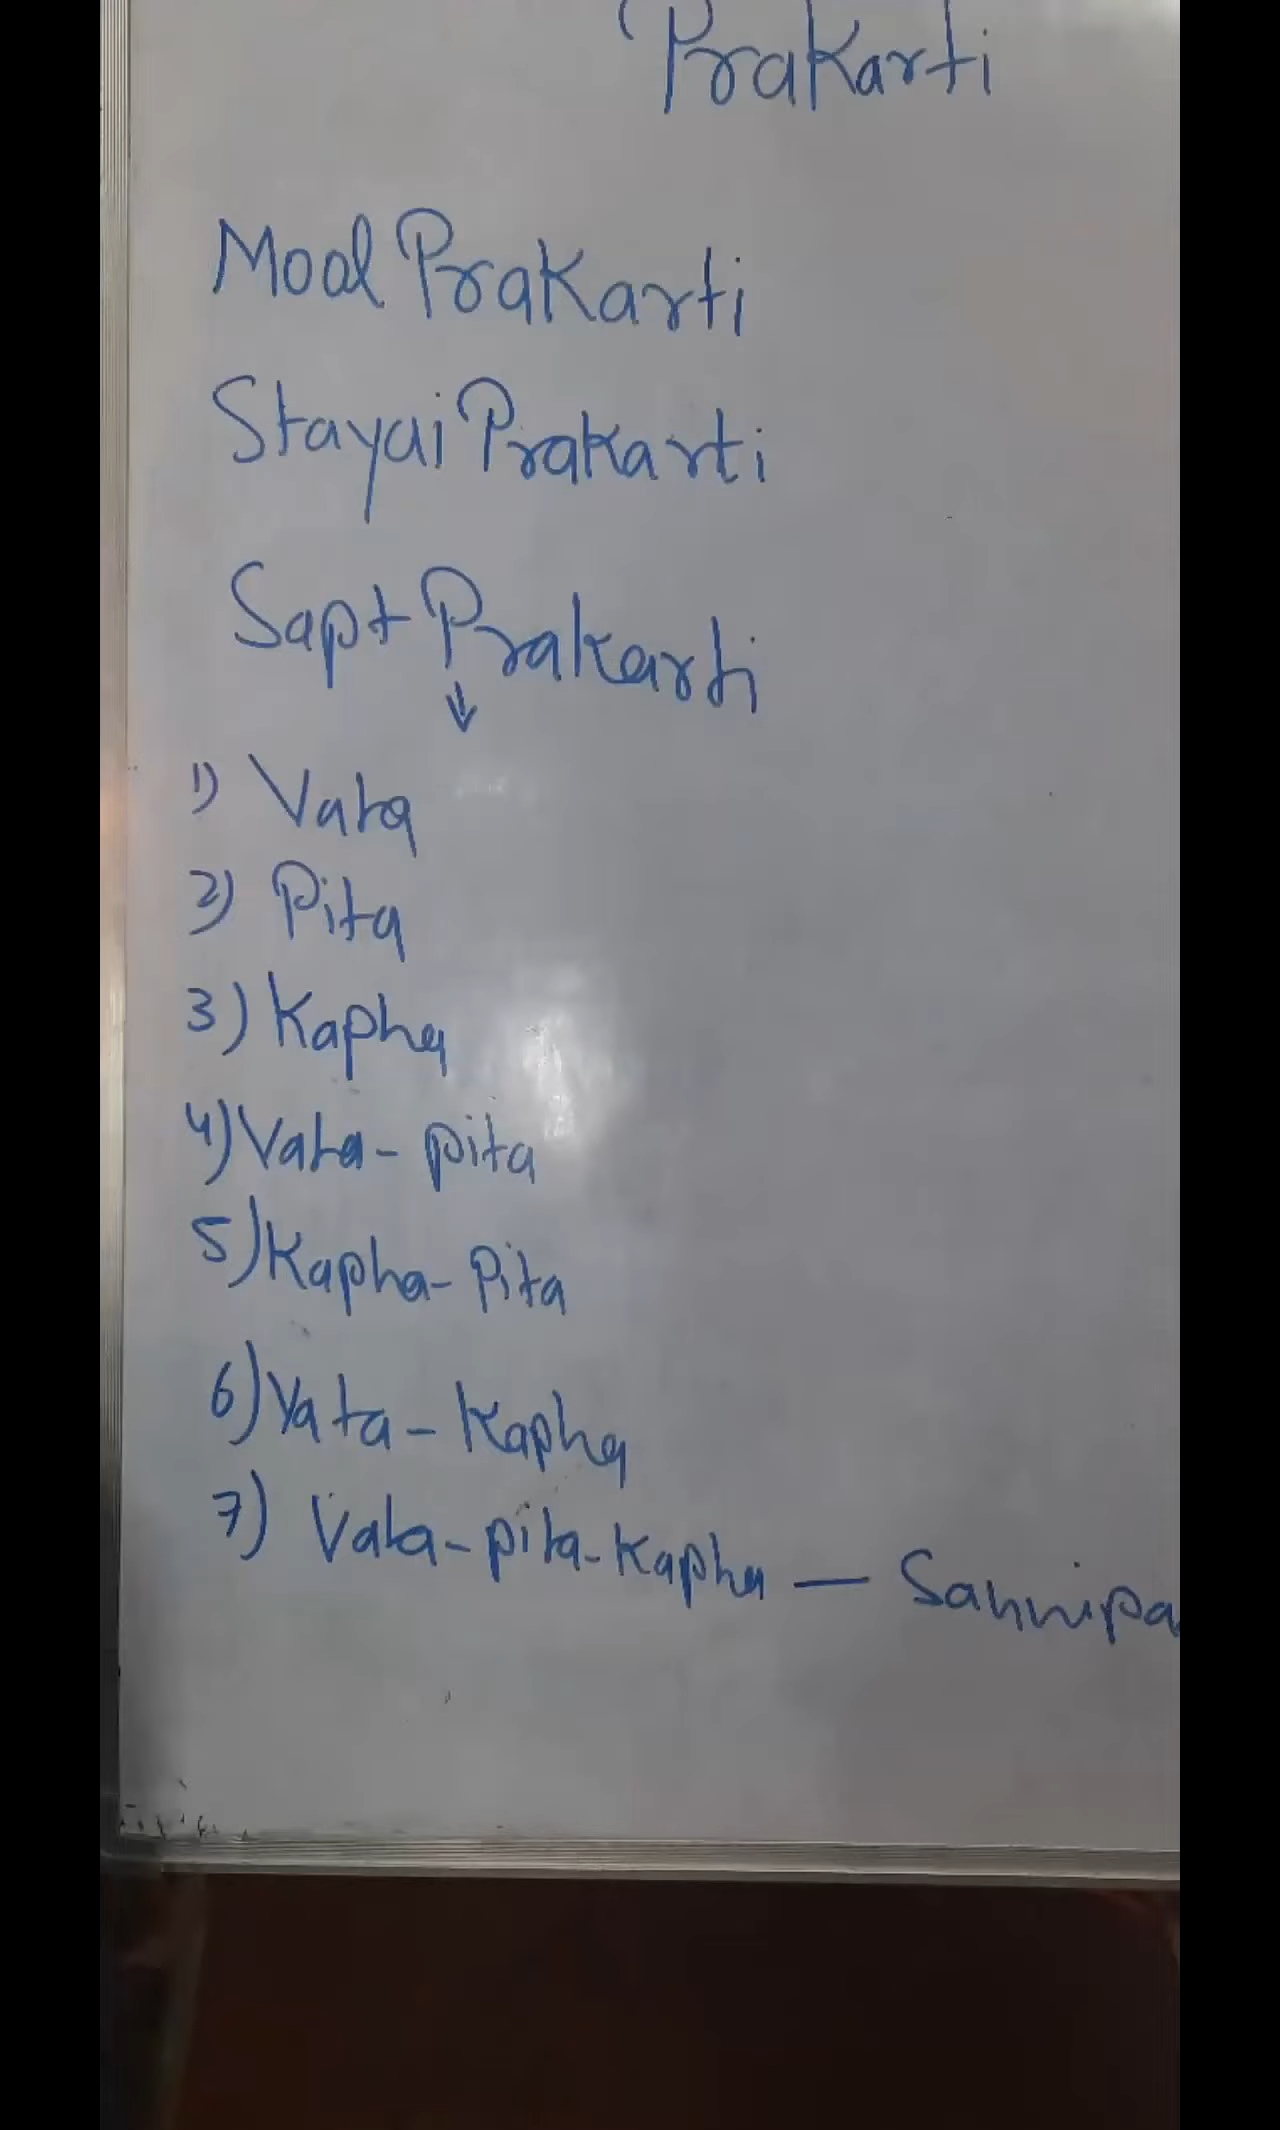 Prakarti
Mool Prakarti
Stayai Prakarti
Sapt Prakarti
↓
1) Vata
2) Pita
3) Kapha
4) Vata - pita
5) Kapha - Pita
6) Vata - Kapha
7) Vata - pita - Kapha — Sannipa